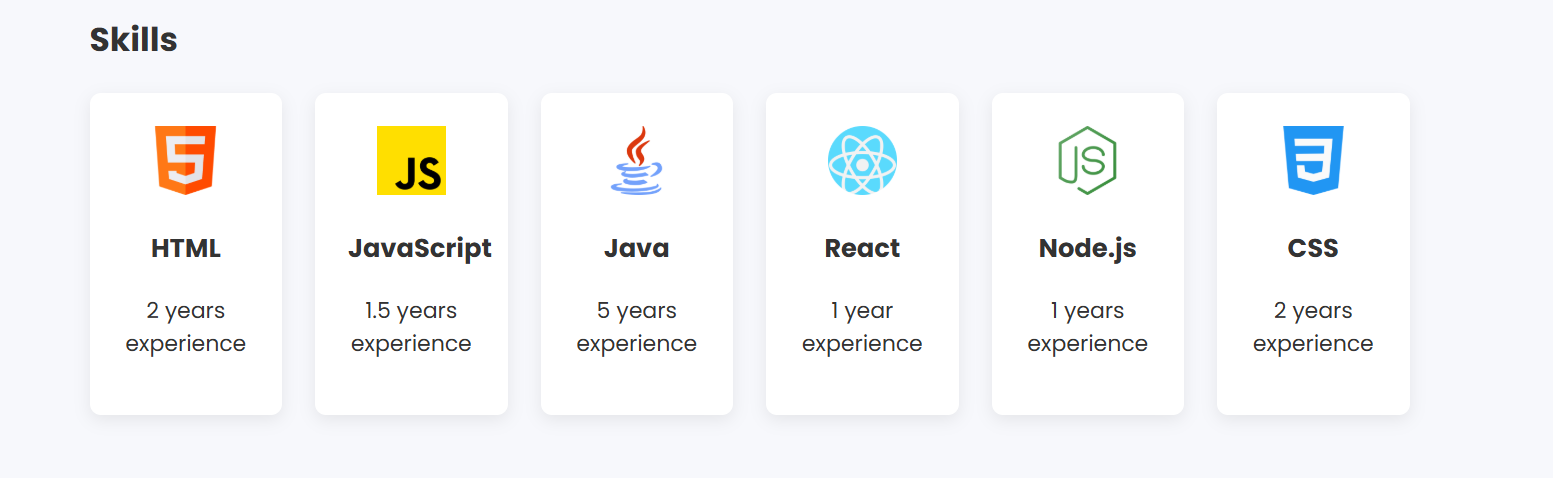 Skills
5
JS
JS
3
HTML
JavaScript
Java
React
Node.js
CSS
2 years
experience
1.5 years
experience
5 years
experience
1 year
experience
1 years
experience
2 years
experience